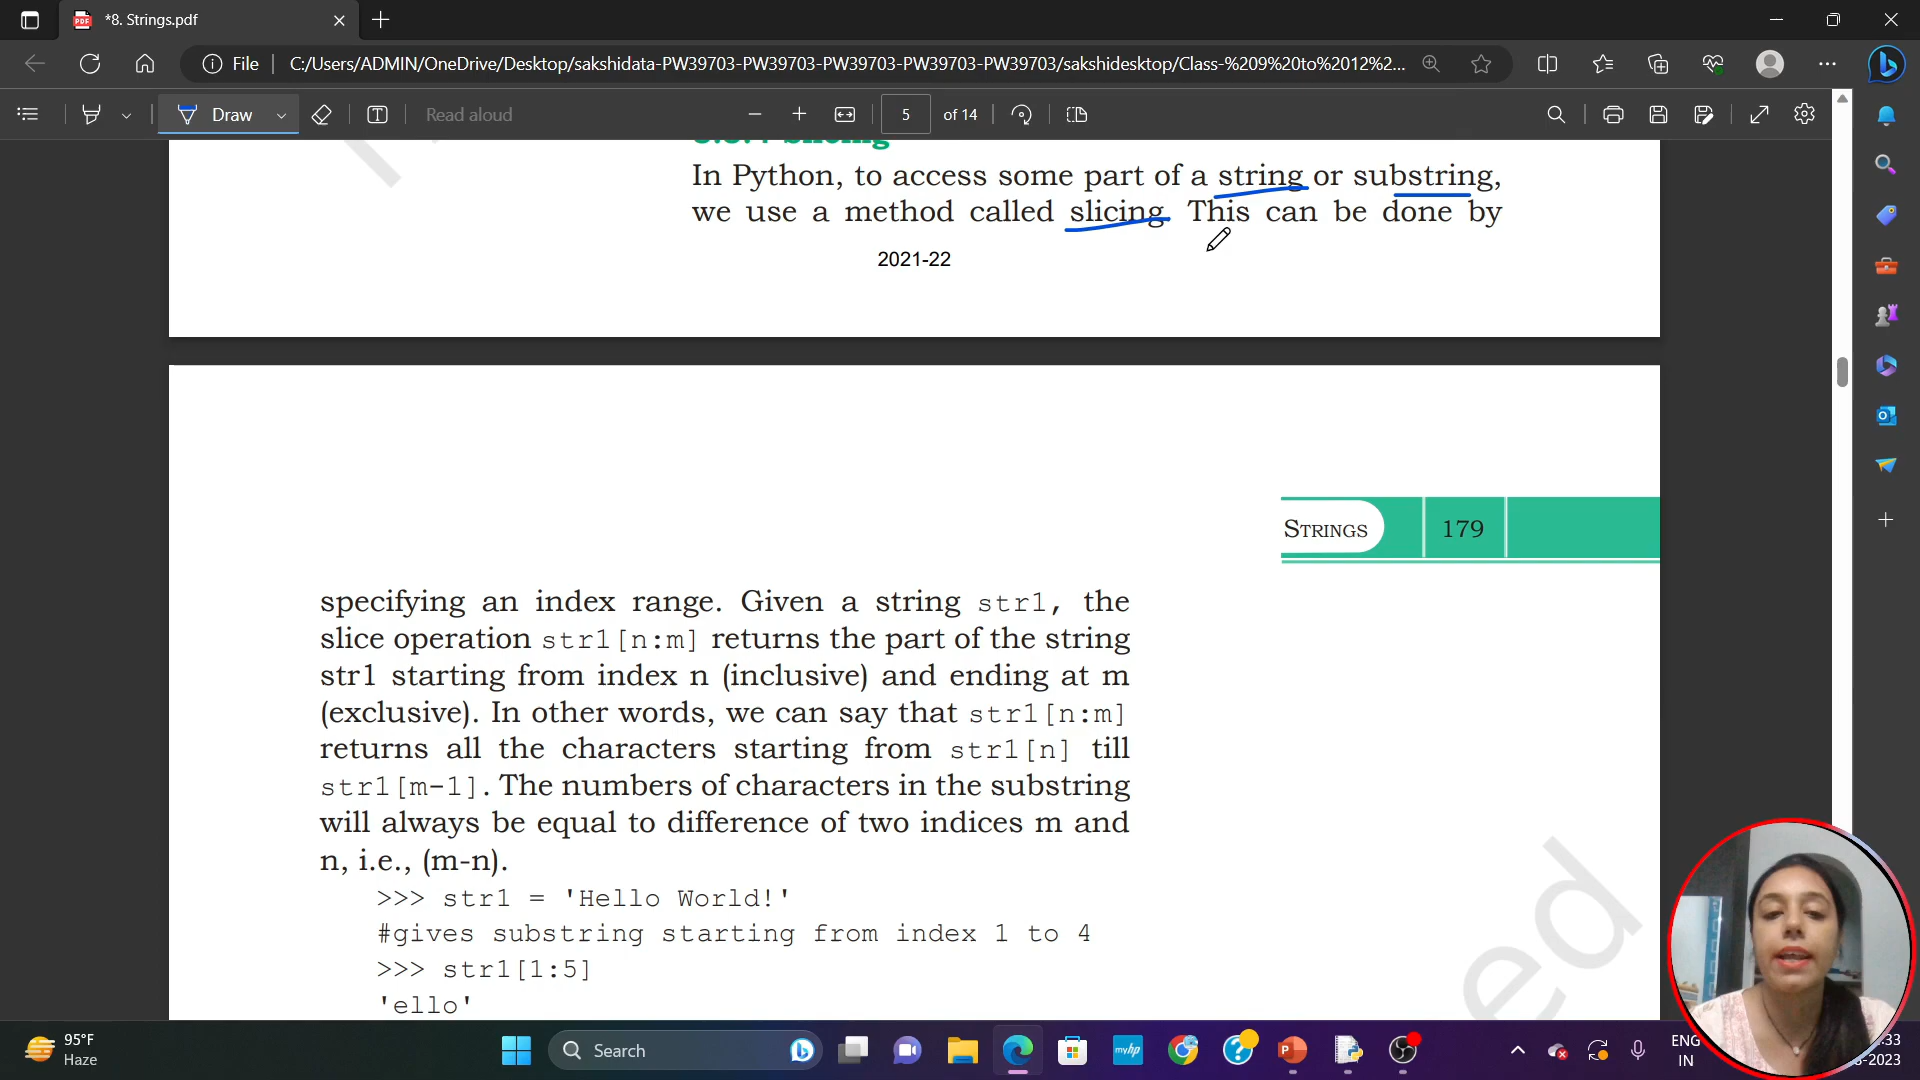 *8. Strings.pdf
File
C:/Users/ADMIN/OneDrive/Desktop/sakshidata-PW39703-PW39703-PW39703-PW39703-PW39703/sakshidesktop/Class-%209%20to%2012%2...
Draw
Read aloud
5 of 14
In Python, to access some part of a string or substring,
we use a method called slicing. This can be done by
2021-22
STRINGS 179
specifying an index range. Given a string str1, the
slice operation str1[n:m] returns the part of the string
str1 starting from index n (inclusive) and ending at m
(exclusive). In other words, we can say that str1[n:m]
returns all the characters starting from str1[n] till
str1[m-1]. The numbers of characters in the substring
will always be equal to difference of two indices m and
n, i.e., (m-n).
>>> str1 = 'Hello World!'
#gives substring starting from index 1 to 4
>>> str1[1:5]
'ello'
ed
95°F
Haze
Search
myhp
ENG
IN